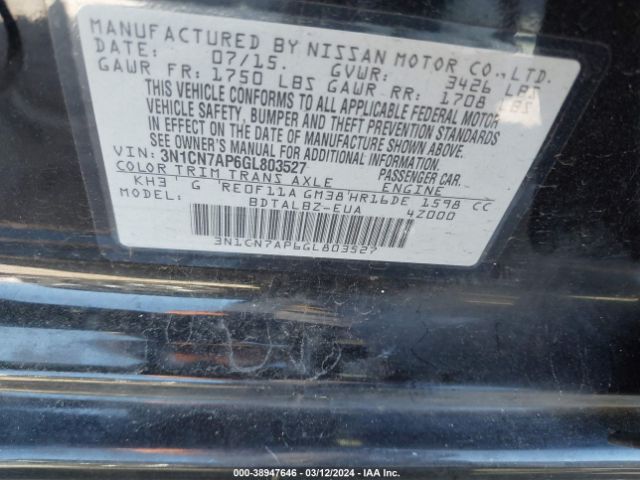 MANUFACTURED BY NISSAN MOTOR CO., LTD.
DATE: 07/15. GVWR: 3426 LBS
GAWR FR: 1750 LBS GAWR RR: 1708 LBS
THIS VEHICLE CONFORMS TO ALL APPLICABLE FEDERAL MOTOR
VEHICLE SAFETY, BUMPER AND THEFT PREVENTION STANDARDS
IN EFFECT ON THE DATE OF MANUFACTURE SHOWN ABOVE.
SEE OWNER'S MANUAL FOR ADDITIONAL INFORMATION.
VIN: 3N1CN7AP6GL803527 PASSENGER CAR.
COLOR TRIM TRANS AXLE ENGINE
KH3 G RE0F11A GM38 HR16DE 1598 CC
MODEL: BDTALBZ-EUA 4Z000
3N1CN7AP6GL803527
000-38947646 - 03/12/2024 - IAA Inc.